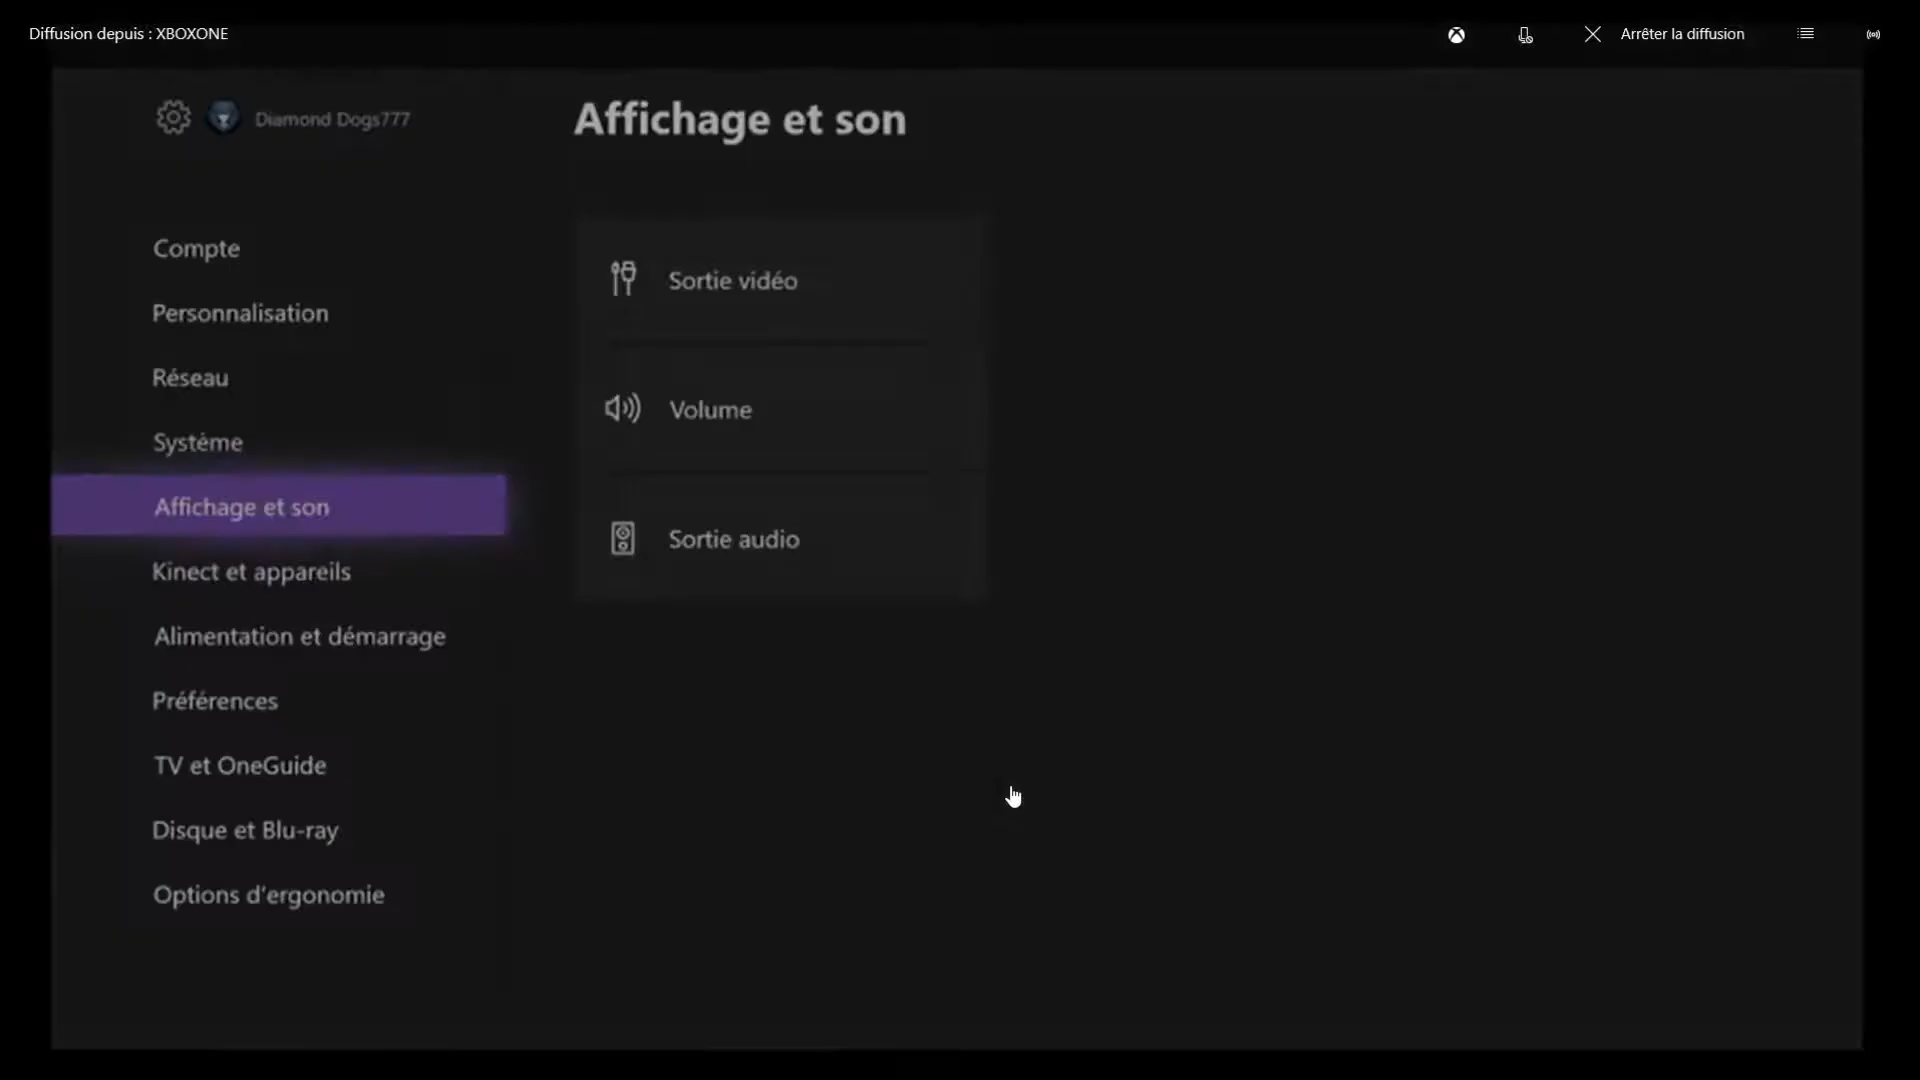 Diffusion depuis : XBOXONE
Arrêter la diffusion
Diamond Dogs777
Affichage et son
Compte
Personnalisation
Réseau
Système
Affichage et son
Kinect et appareils
Alimentation et démarrage
Préférences
TV et OneGuide
Disque et Blu-ray
Options d'ergonomie
Sortie vidéo
Volume
Sortie audio